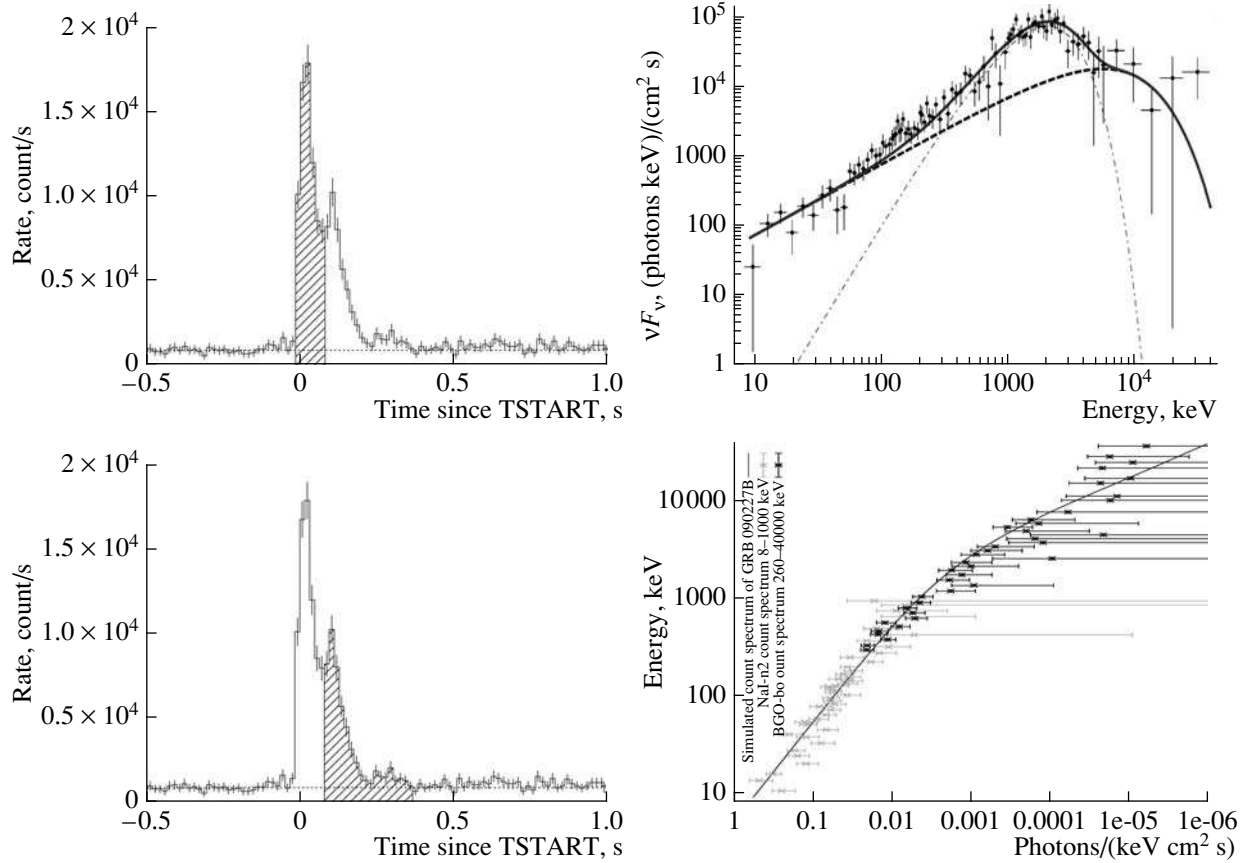 2 × 10⁴
1.5 × 10⁴
1.0 × 10⁴
0.5 × 10⁴
0
Rate, count/s
−0.5
0
0.5
1.0
Time since TSTART, s
10⁵
10⁴
1000
100
10
1
νFν, (photons keV)/(cm² s)
10
100
1000
10⁴
Energy, keV
2 × 10⁴
1.5 × 10⁴
1.0 × 10⁴
0.5 × 10⁴
0
Rate, count/s
−0.5
0
0.5
1.0
Time since TSTART, s
10000
1000
100
10
Energy, keV
Simulated count spectrum of GRB 090227B
NaI-n2 count spectrum 8–1000 keV
BGO-bo ount spectrum 260–40000 keV
1
0.1
0.01
0.001
0.0001
1e-05
1e-06
Photons/(keV cm² s)